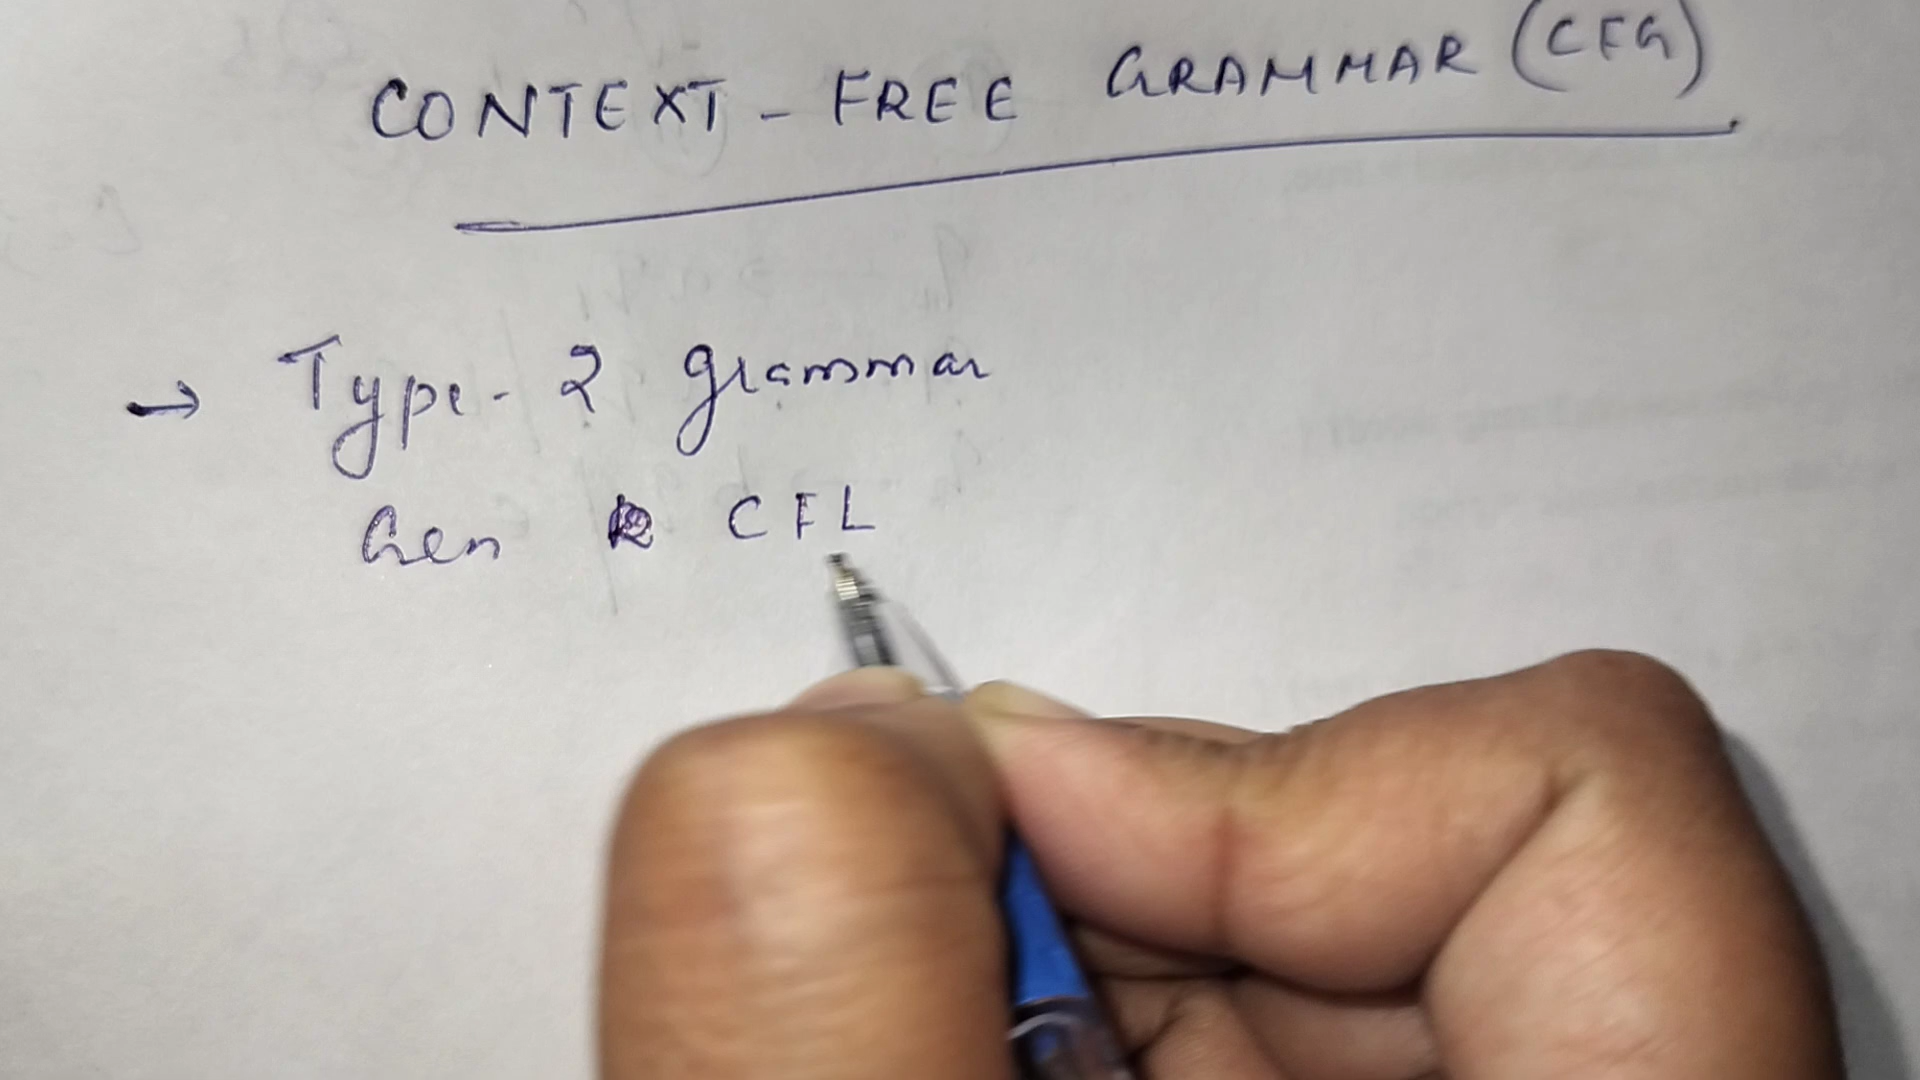 CONTEXT - FREE GRAMMAR (CFG)
→ Type - 2 grammar
Gen CFL